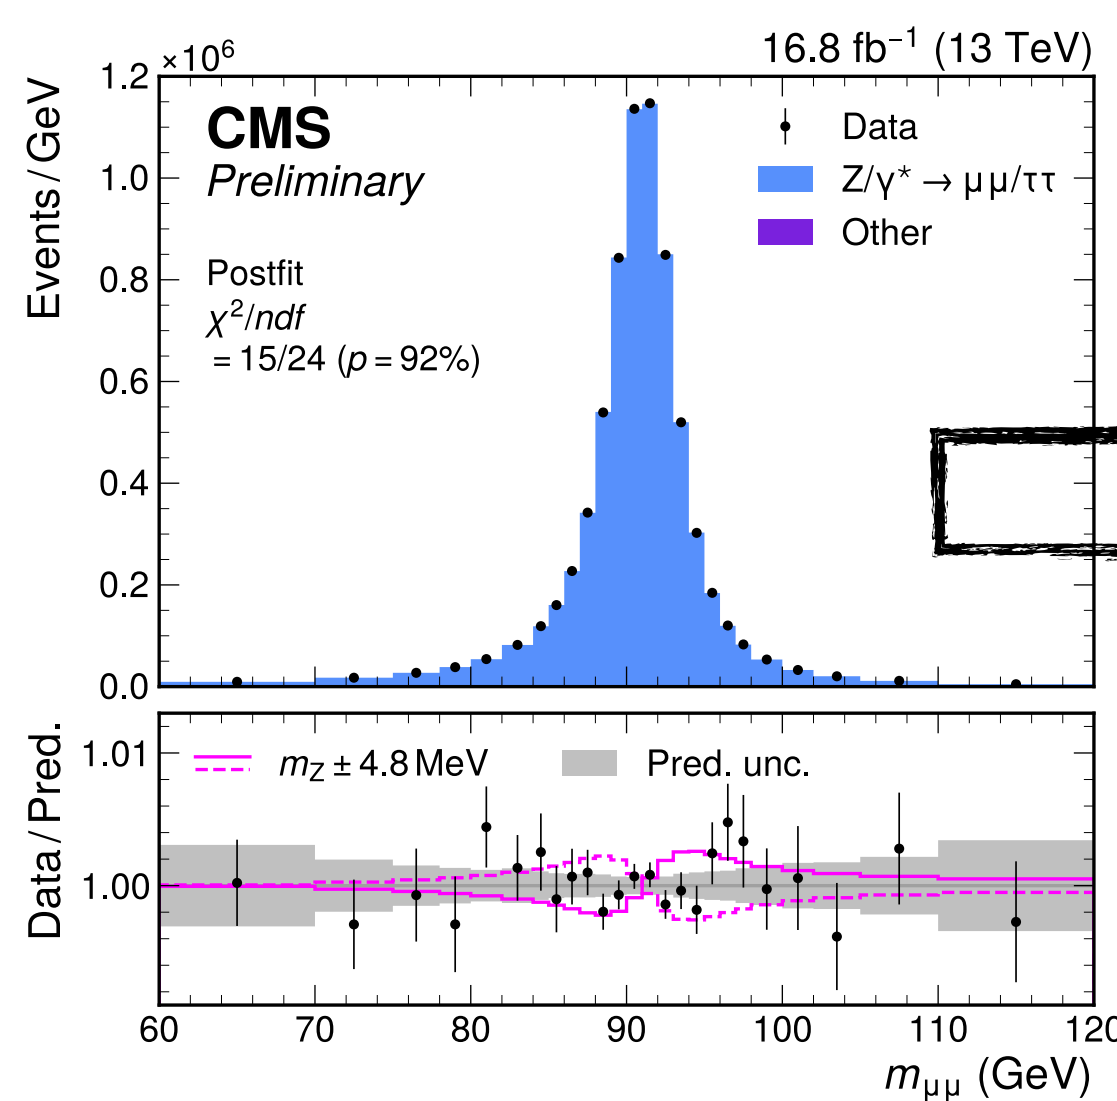 ×10⁶
16.8 fb⁻¹ (13 TeV)
Events / GeV
1.2
1.0
0.8
0.6
0.4
0.2
0.0
CMS
Preliminary
Postfit
χ²/ndf
= 15/24 (p = 92%)
Data
Z/γ* → μμ/ττ
Other
Data / Pred.
1.01
1.00
m_Z ± 4.8 MeV
Pred. unc.
60 70 80 90 100 110 120
m_μμ (GeV)